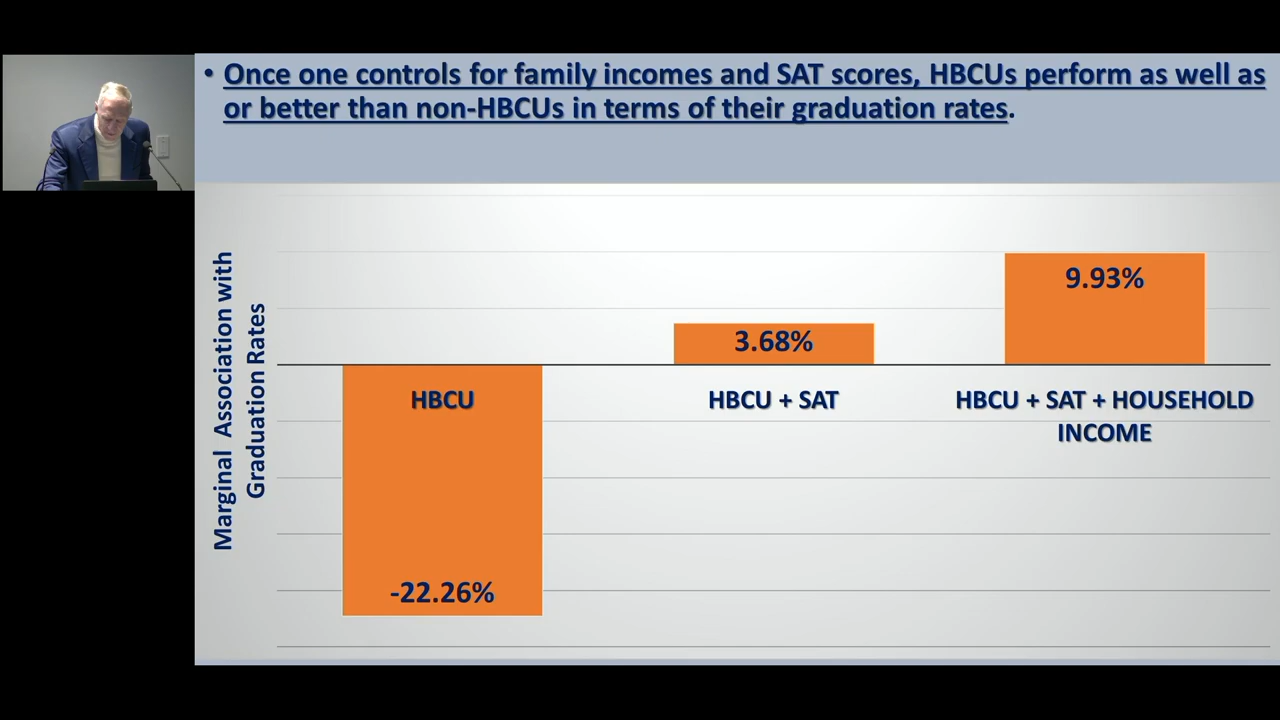 • Once one controls for family incomes and SAT scores, HBCUs perform as well as
or better than non-HBCUs in terms of their graduation rates.
Marginal Association with
Graduation Rates
9.93%
3.68%
HBCU
HBCU + SAT
HBCU + SAT + HOUSEHOLD
INCOME
-22.26%